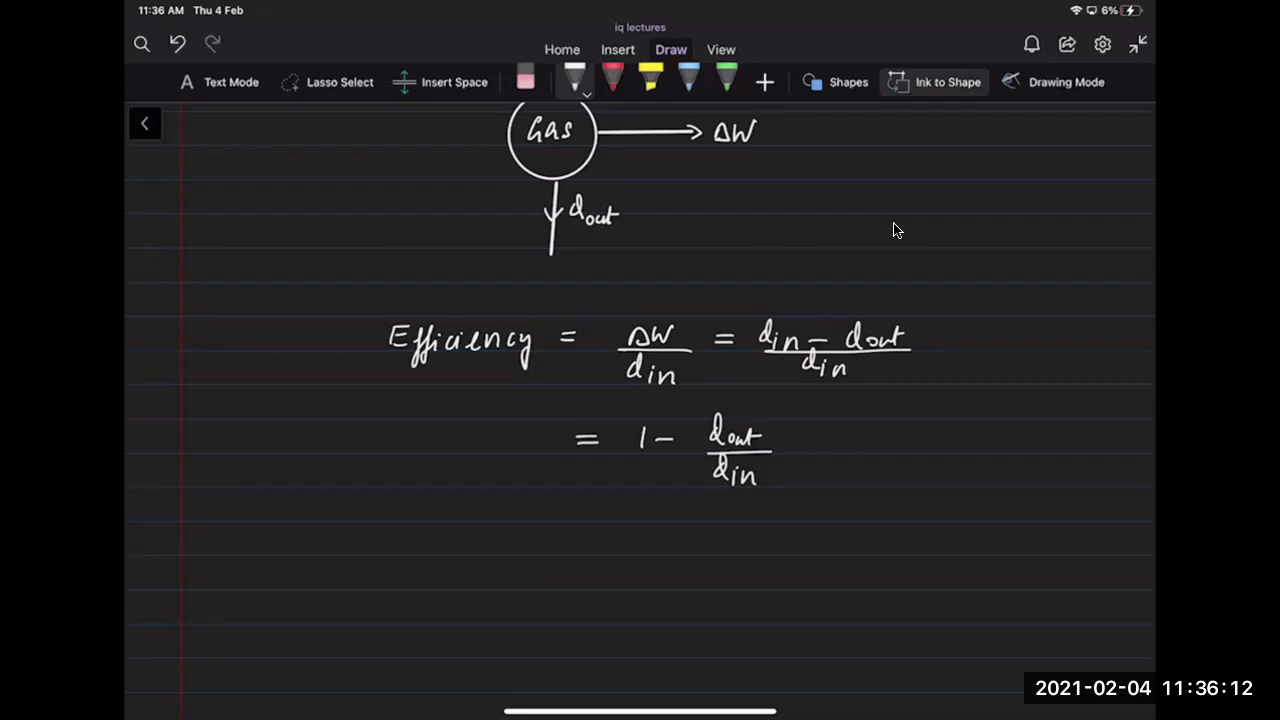 11:36 AM Thu 4 Feb
6%
iq lectures
Home Insert Draw View
A Text Mode Lasso Select Insert Space Shapes Ink to Shape Drawing Mode
Gas → ΔW
Qout
Efficiency = ΔW/Qin = Qin - Qout/Qin
= 1 - Qout/Qin
2021-02-04 11:36:12